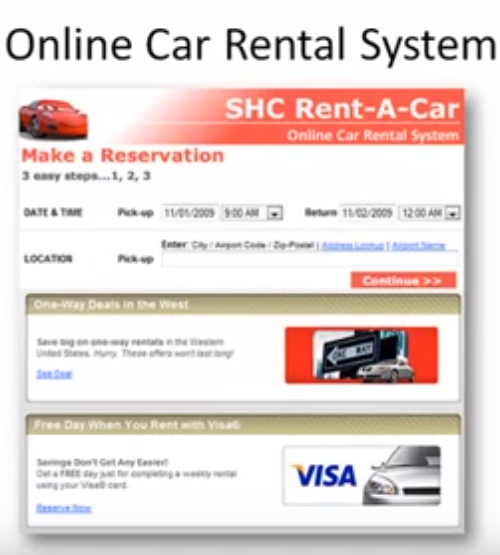 Online Car Rental System
SHC Rent-A-Car
Online Car Rental System
Make a Reservation
3 easy steps...1, 2, 3
DATE & TIME Pick-up 11/01/2009 9:00 AM Return 11/02/2009 12:00 AM
Enter: City / Airport Code / Zip-Postal | Address Lookup | Airport Name
LOCATION Pick-up
Continue >>
One-Way Deals in the West
Save big on one-way rentals in the Western
United States. Hurry. These offers won't last long!
See Deal
ONE WAY
Free Day When You Rent with Visa®
Savings Don't Get Any Easier!
Get a FREE day just for completing a weekly rental
using your Visa® card.
Reserve Now
VISA